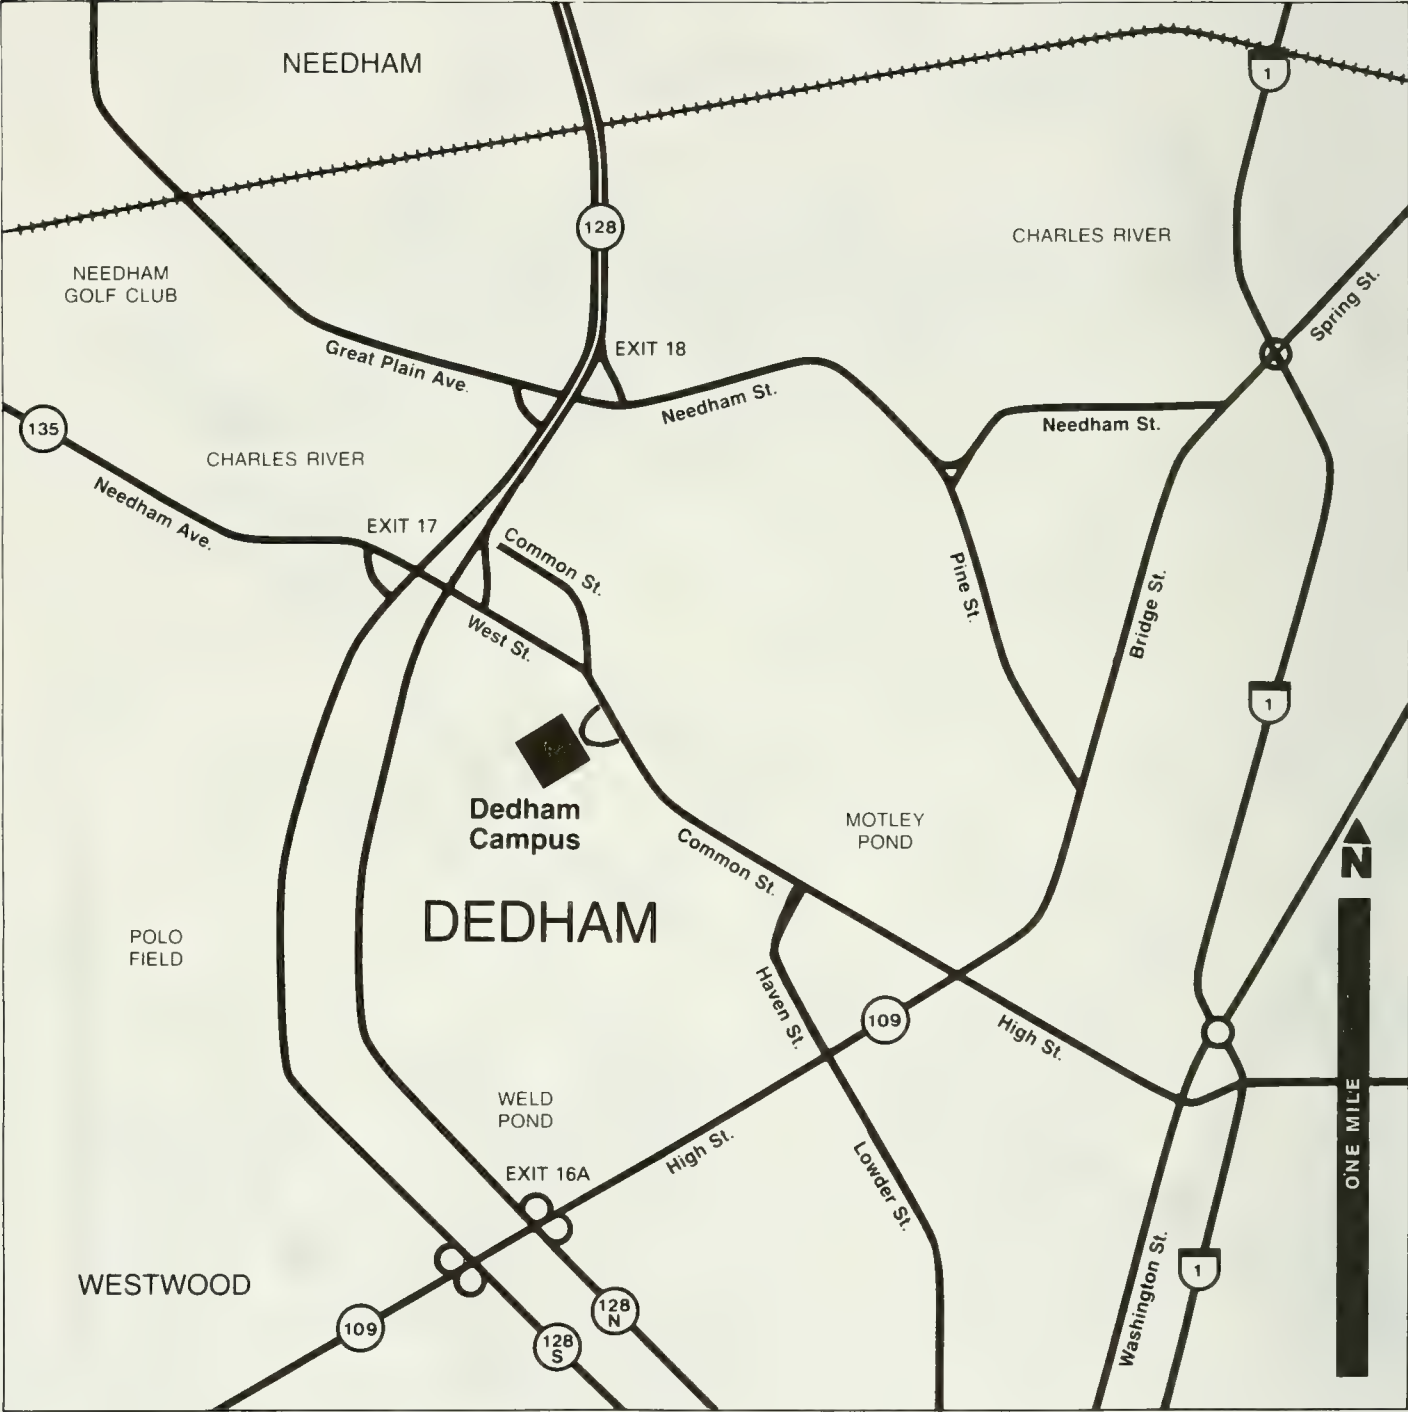 NEEDHAM
1
128
CHARLES RIVER
NEEDHAM
GOLF CLUB
Spring St.
Great Plain Ave.
EXIT 18
Needham St.
Needham St.
135
CHARLES RIVER
Needham Ave.
EXIT 17
Common St.
West St.
Pine St.
Bridge St.
1
Dedham
Campus
MOTLEY
POND
Common St.
N
DEDHAM
POLO
FIELD
Haven St.
109
High St.
ONE MILE
WELD
POND
High St.
EXIT 16A
Lowder St.
Washington St.
1
WESTWOOD
109
128
N
128
S